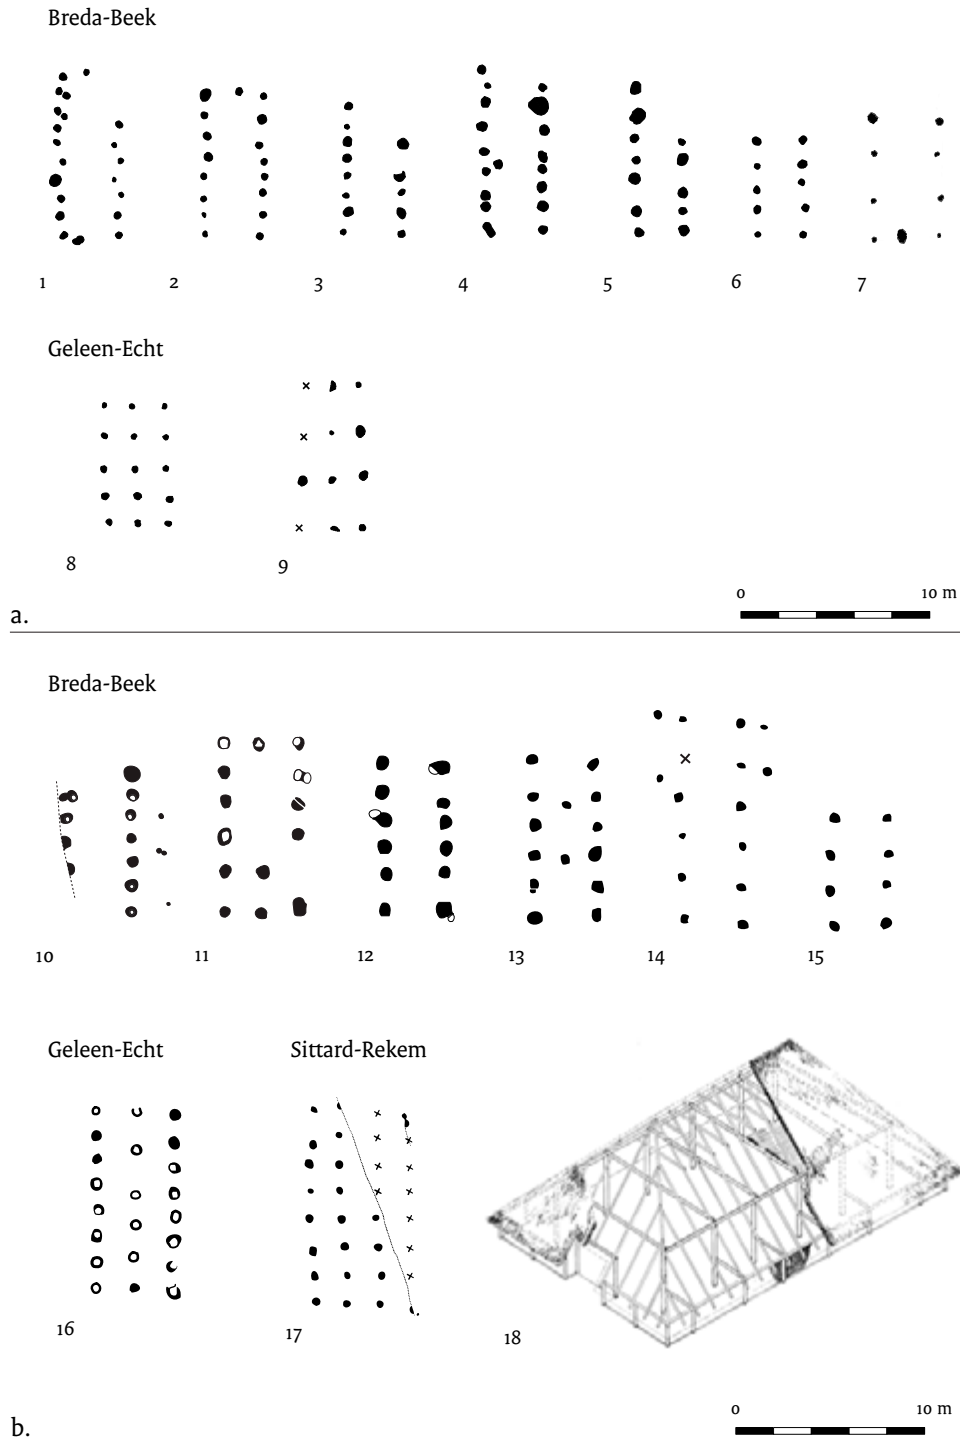 Breda-Beek
1 2 3 4 5 6 7
Geleen-Echt
8 9
0 10 m
a.
Breda-Beek
10 11 12 13 14 15
Geleen-Echt Sittard-Rekem
16 17 18
0 10 m
b.